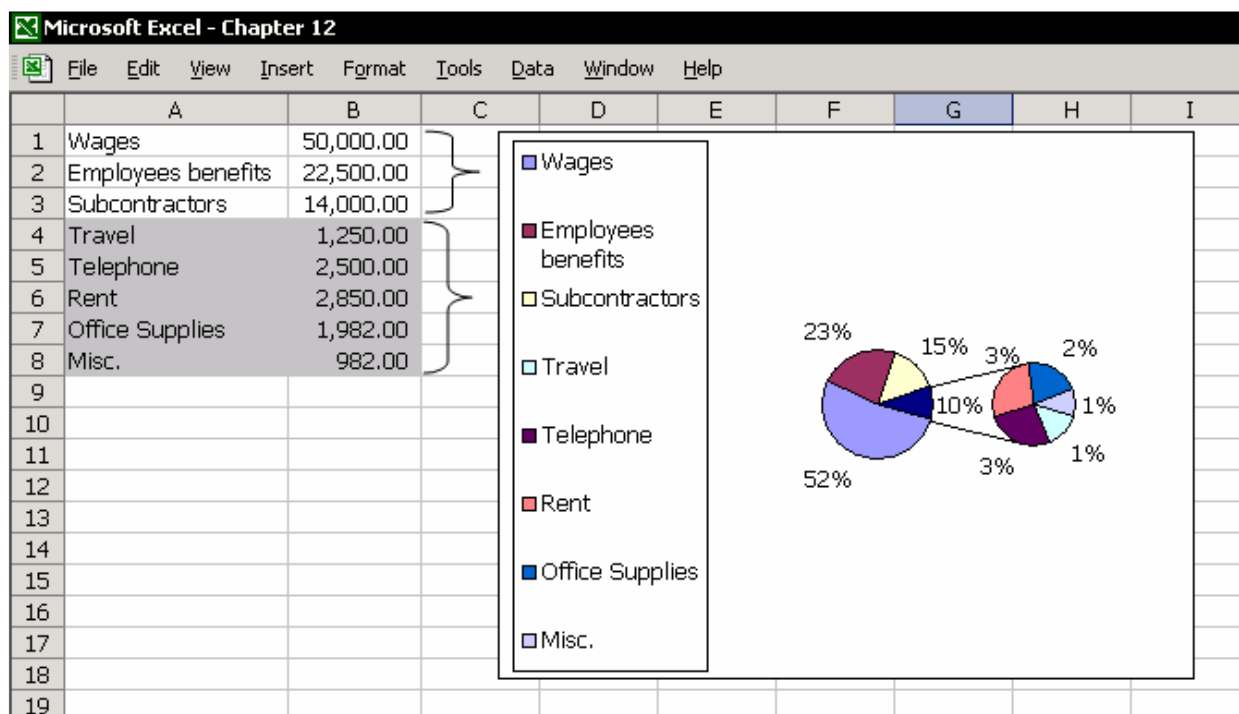 Microsoft Excel - Chapter 12
File Edit View Insert Format Tools Data Window Help
A B C D E F G H I
1 Wages 50,000.00
2 Employees benefits 22,500.00
3 Subcontractors 14,000.00
4 Travel 1,250.00
5 Telephone 2,500.00
6 Rent 2,850.00
7 Office Supplies 1,982.00
8 Misc. 982.00
9
10
11
12
13
14
15
16
17
18
19
Wages
Employees
benefits
Subcontractors
Travel
Telephone
Rent
Office Supplies
Misc.
23%
15% 3% 2%
10% 1%
52% 3% 1%